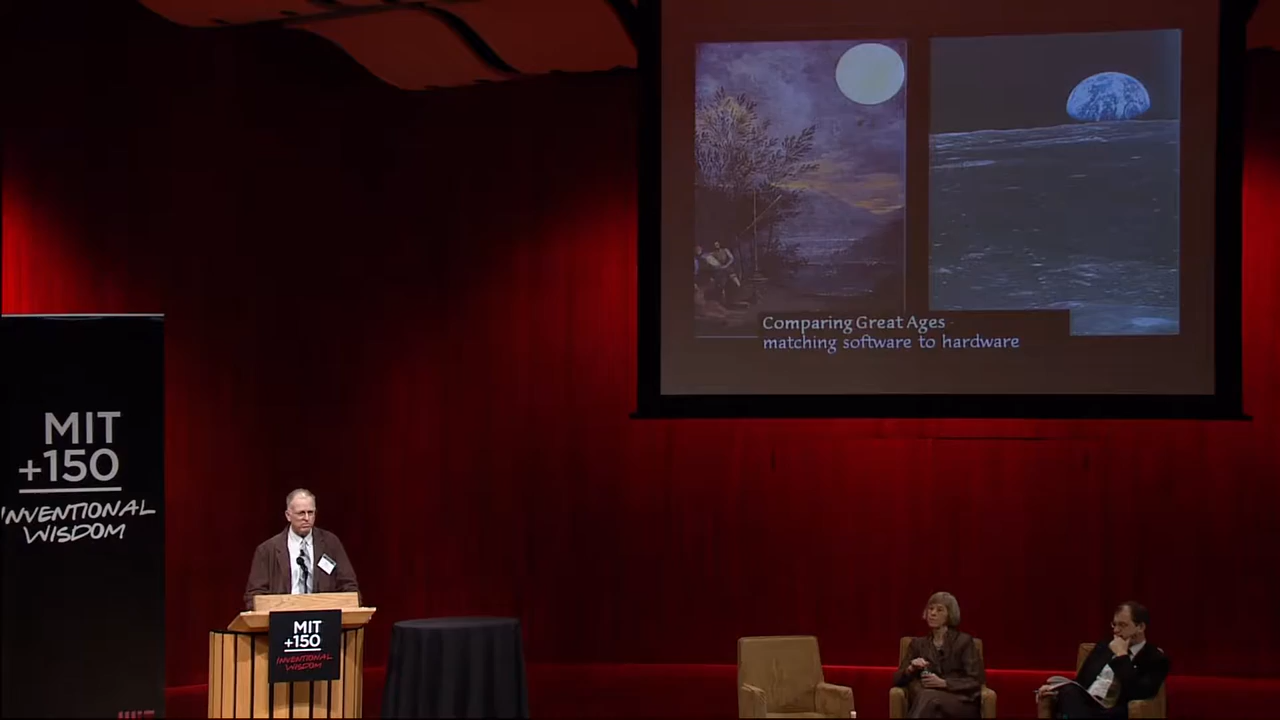 Comparing Great Ages -
matching software to hardware
MIT
+150
INVENTIONAL
WISDOM
MIT
+150
INVENTIONAL
WISDOM